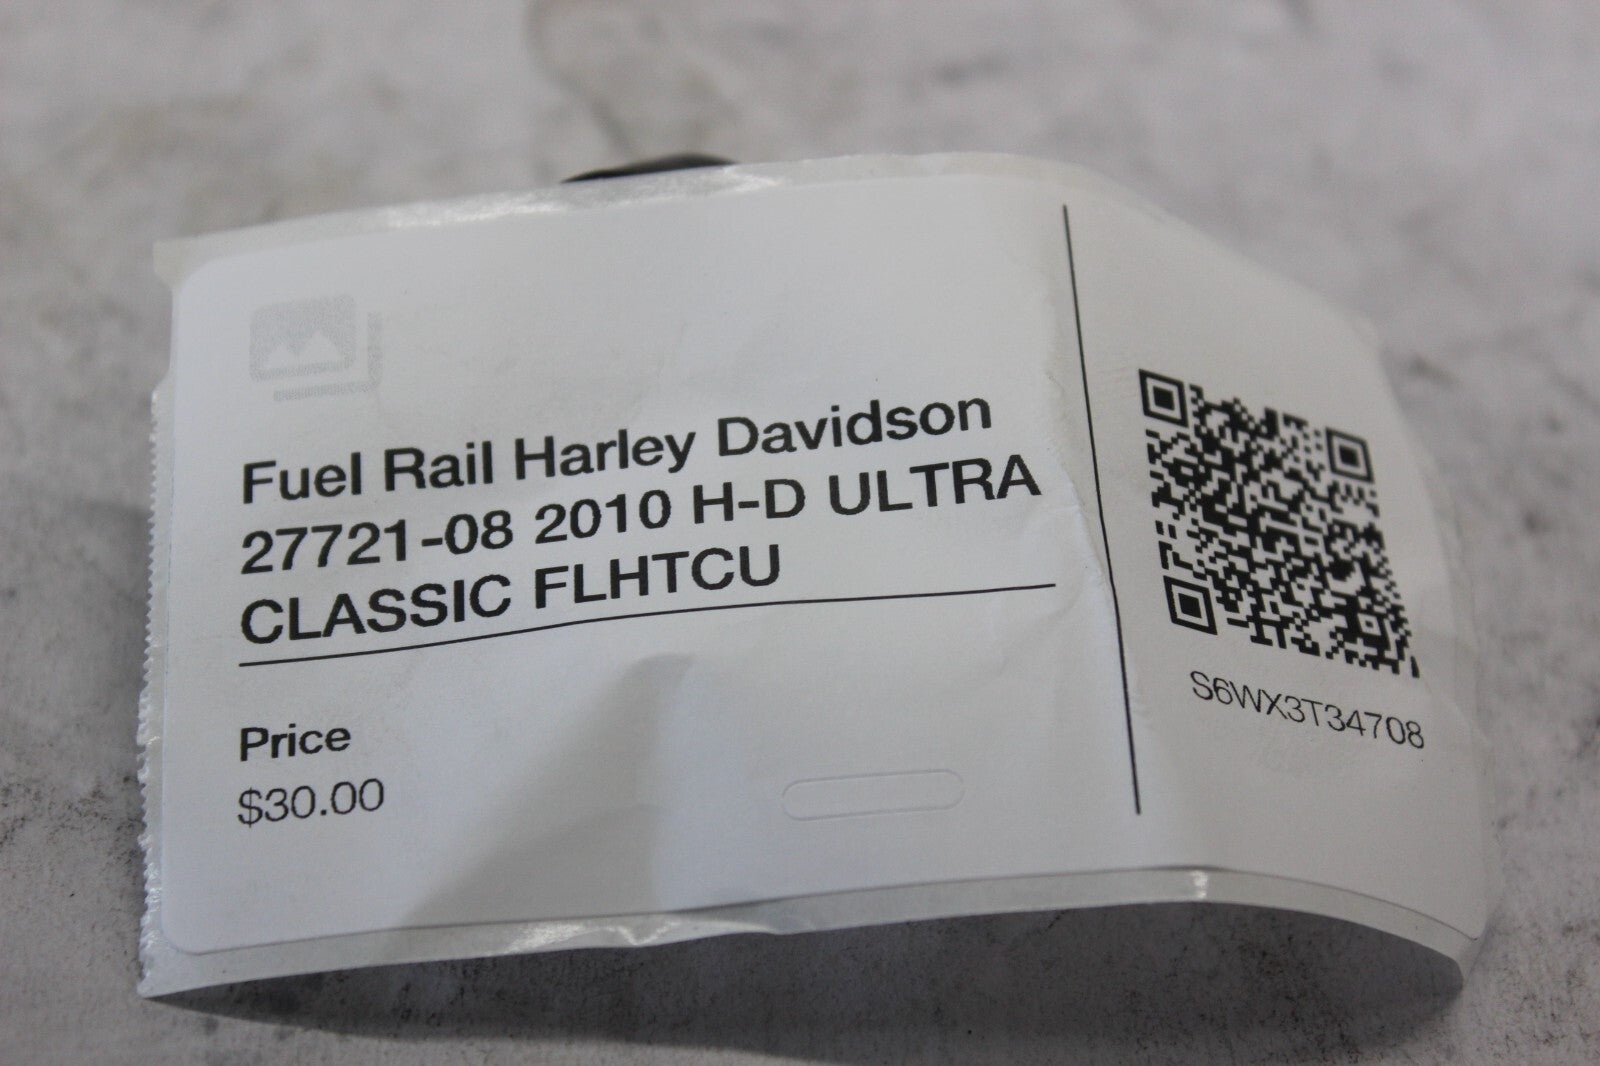 Fuel Rail Harley Davidson
27721-08 2010 H-D ULTRA
CLASSIC FLHTCU
Price
$30.00
S6WX3T34708